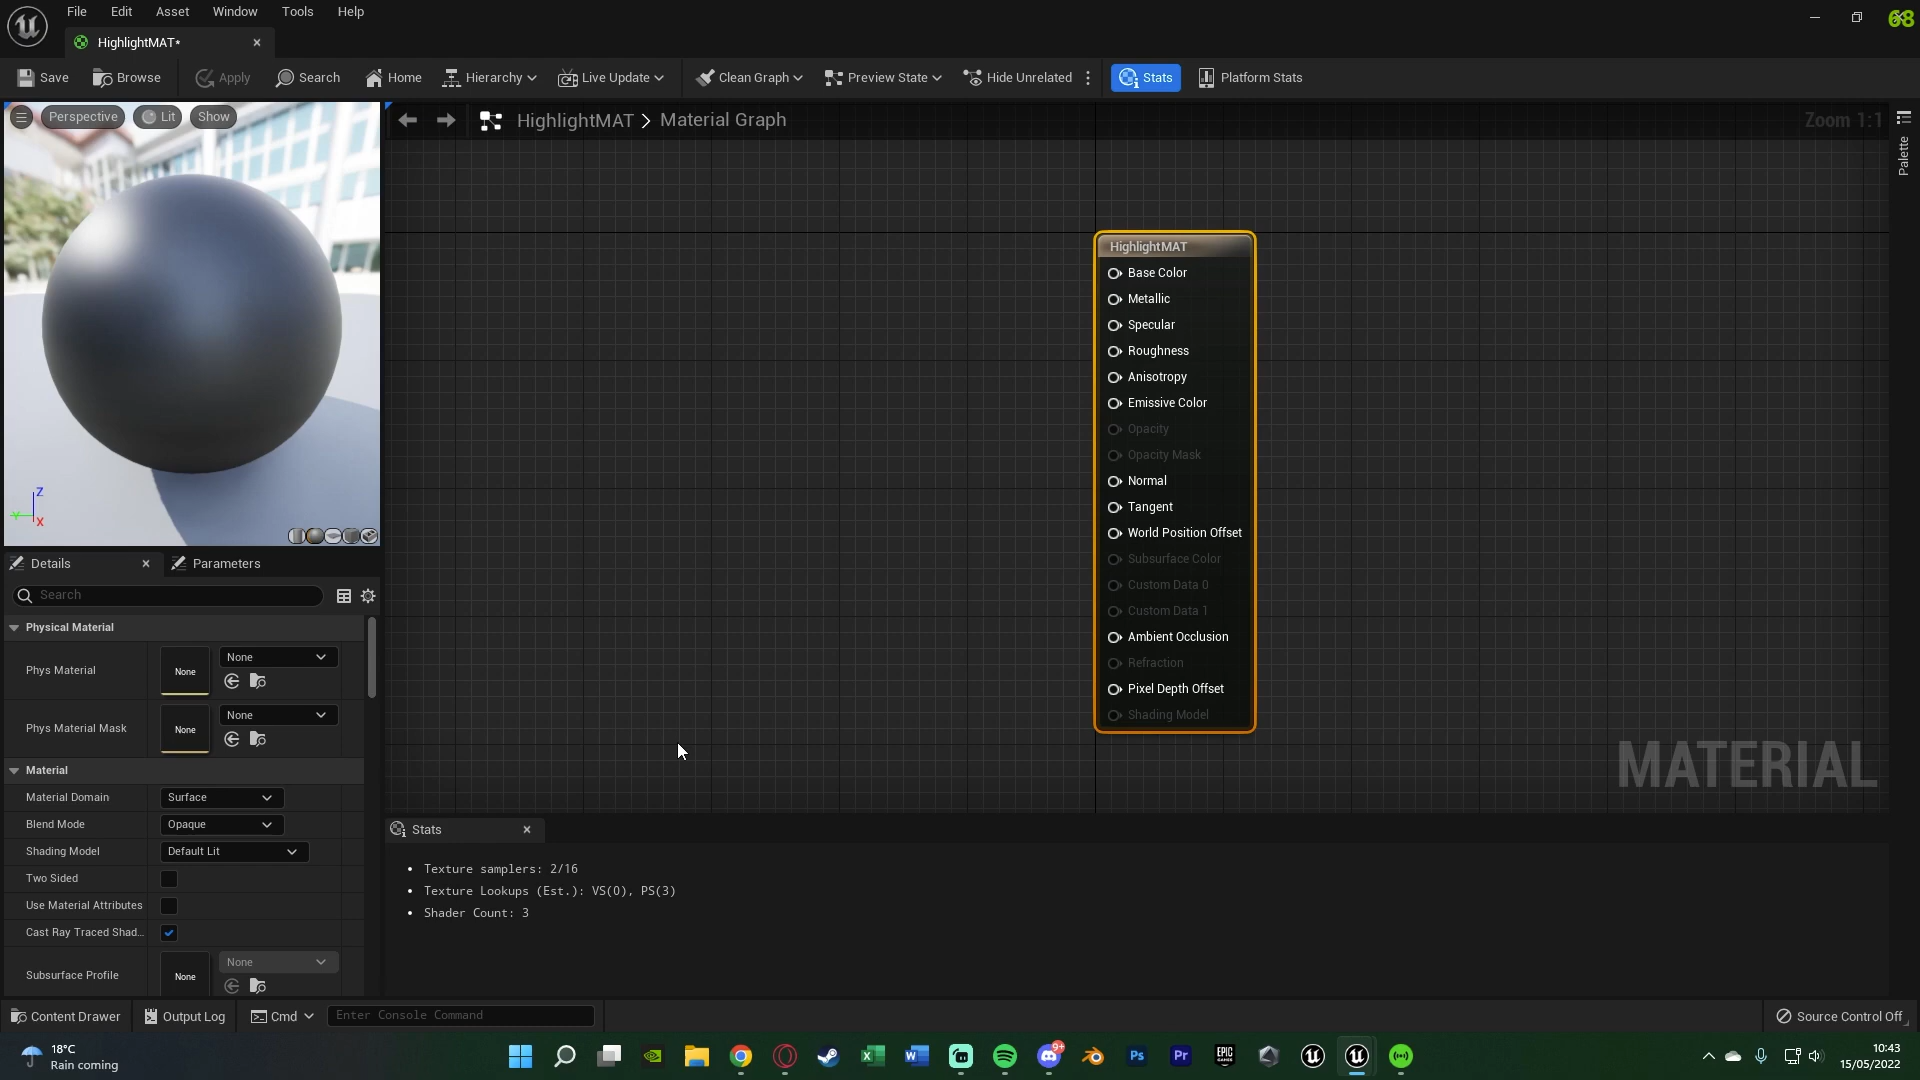 File Edit Asset Window Tools Help
68
HighlightMAT*
Save Browse Apply Search Home Hierarchy Live Update Clean Graph Preview State Hide Unrelated Stats Platform Stats
Perspective Lit Show
HighlightMAT > Material Graph
Zoom 1:1
Palette
HighlightMAT
Base Color
Metallic
Specular
Roughness
Anisotropy
Emissive Color
Opacity
Opacity Mask
Normal
Tangent
World Position Offset
Subsurface Color
Custom Data 0
Custom Data 1
Ambient Occlusion
Refraction
Pixel Depth Offset
Shading Model
MATERIAL
Z
Y
X
Details Parameters
Search
Physical Material
Phys Material None None
Phys Material Mask None None
Material
Material Domain Surface
Blend Mode Opaque
Shading Model Default Lit
Two Sided
Use Material Attributes
Cast Ray Traced Shad...
Subsurface Profile None None
Stats
• Texture samplers: 2/16
• Texture Lookups (Est.): VS(0), PS(3)
• Shader Count: 3
Content Drawer Output Log Cmd Enter Console Command Source Control Off
18°C
Rain coming
9+
Ps
Pr
EPIC
GAMES
10:43
15/05/2022